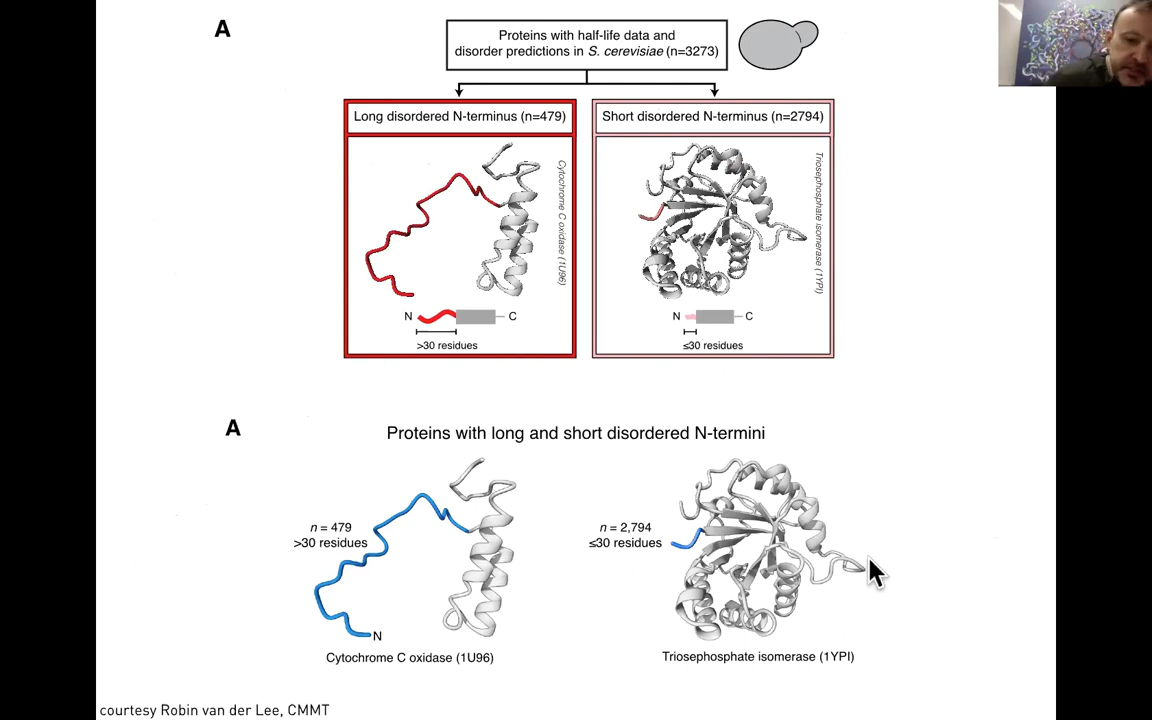 A
Proteins with half-life data and
disorder predictions in S. cerevisiae (n=3273)
Long disordered N-terminus (n=479)
Short disordered N-terminus (n=2794)
Cytochrome C oxidase (1U96)
Triosephosphate isomerase (1YPI)
N
C
>30 residues
N
C
≤30 residues
A
Proteins with long and short disordered N-termini
n = 479
>30 residues
n = 2,794
≤30 residues
N
Cytochrome C oxidase (1U96)
Triosephosphate isomerase (1YPI)
courtesy Robin van der Lee, CMMT